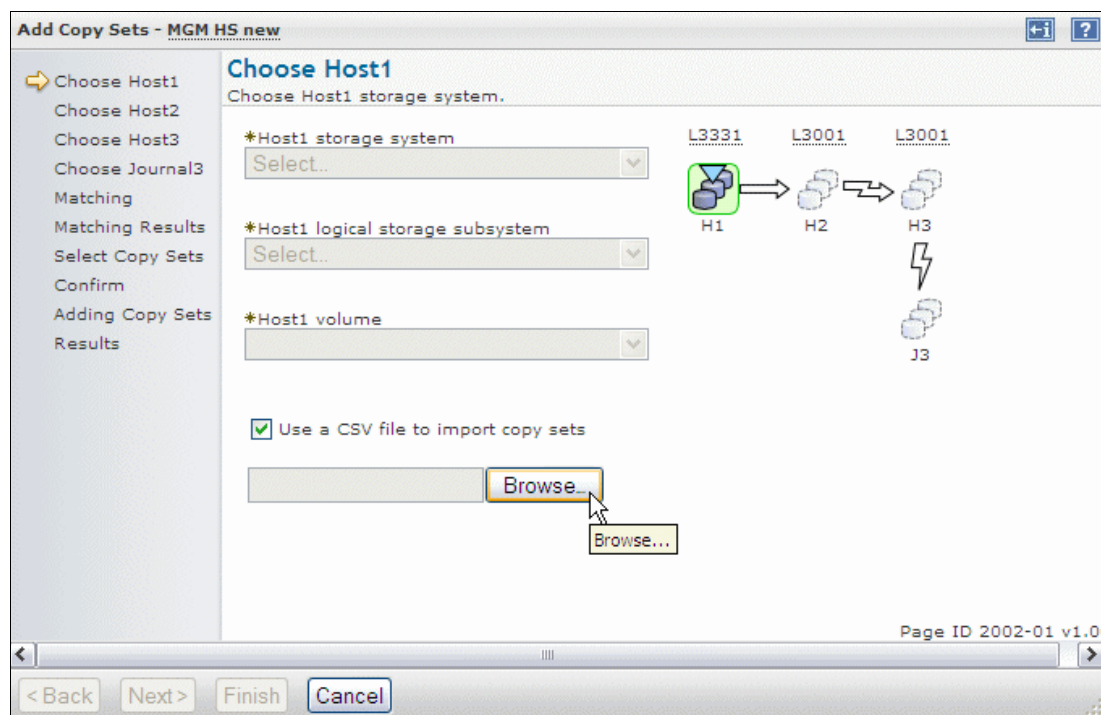 Add Copy Sets - MGM HS new
?
Choose Host1
Choose Host2
Choose Host3
Choose Journal3
Matching
Matching Results
Select Copy Sets
Confirm
Adding Copy Sets
Results
Choose Host1
Choose Host1 storage system.
*Host1 storage system
Select...
*Host1 logical storage subsystem
Select...
*Host1 volume
Use a CSV file to import copy sets
Browse...
Browse...
L3331 L3001 L3001
H1 H2 H3
J3
Page ID 2002-01 v1.0
< Back Next > Finish Cancel